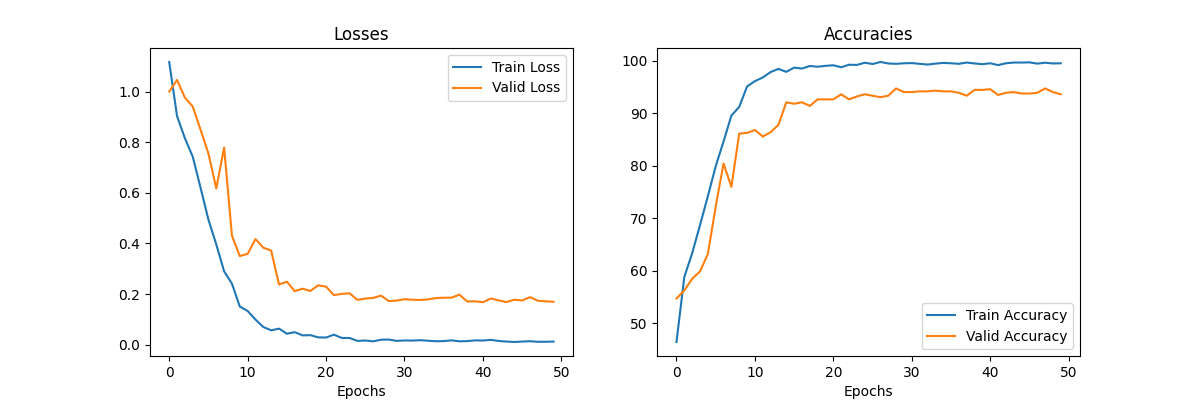 Losses
1.0
0.8
0.6
0.4
0.2
0.0
0 10 20 30 40 50
Epochs
Train Loss
Valid Loss
Accuracies
100
90
80
70
60
50
0 10 20 30 40 50
Epochs
Train Accuracy
Valid Accuracy